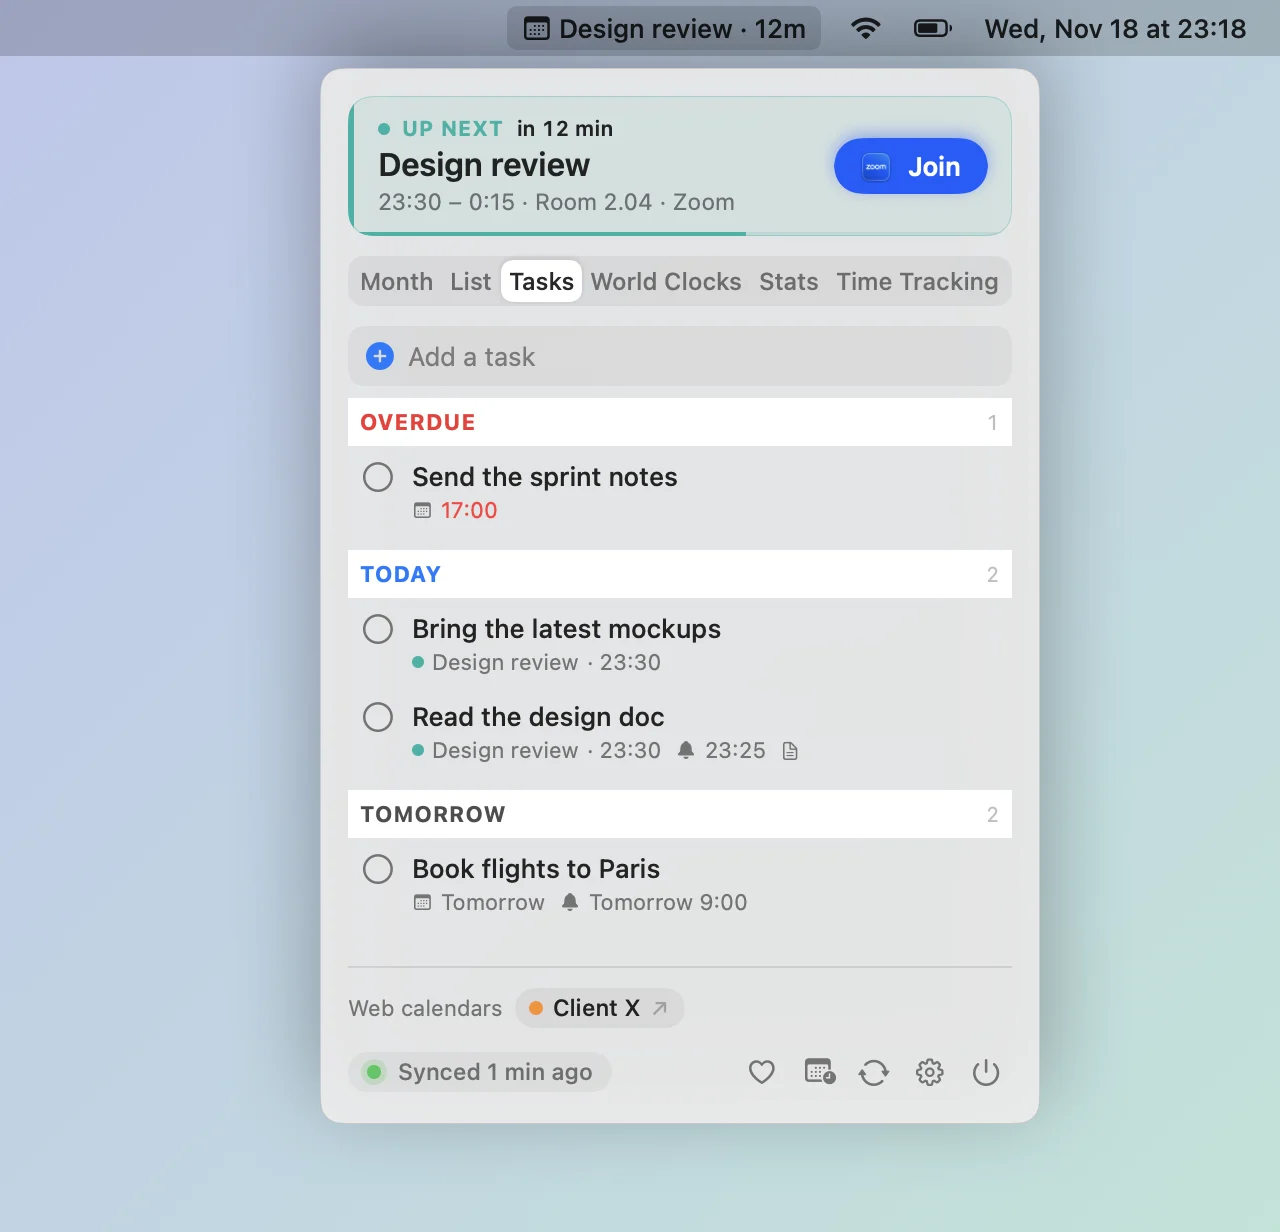 Design review · 12m
Wed, Nov 18 at 23:18
UP NEXT in 12 min
Design review
23:30 – 0:15 · Room 2.04 · Zoom
zoom Join
Month List Tasks World Clocks Stats Time Tracking
Add a task
OVERDUE 1
Send the sprint notes
17:00
TODAY 2
Bring the latest mockups
Design review · 23:30
Read the design doc
Design review · 23:30 23:25
TOMORROW 2
Book flights to Paris
Tomorrow Tomorrow 9:00
Web calendars Client X
Synced 1 min ago